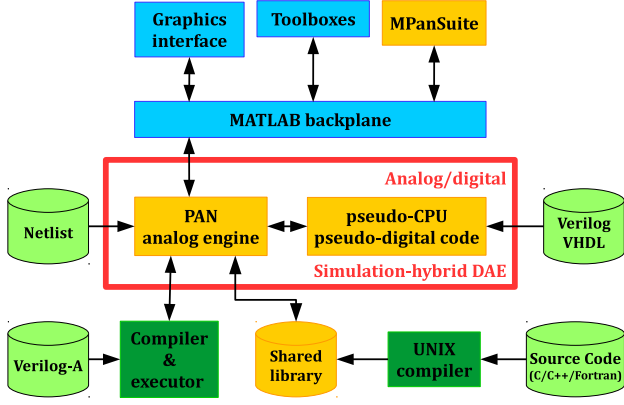 Graphics
interface
Toolboxes
MPanSuite
MATLAB backplane
Analog/digital
Netlist
PAN
analog engine
pseudo-CPU
pseudo-digital code
Verilog
VHDL
Simulation-hybrid DAE
Verilog-A
Compiler
&
executor
Shared
library
UNIX
compiler
Source Code
(C/C++/Fortran)